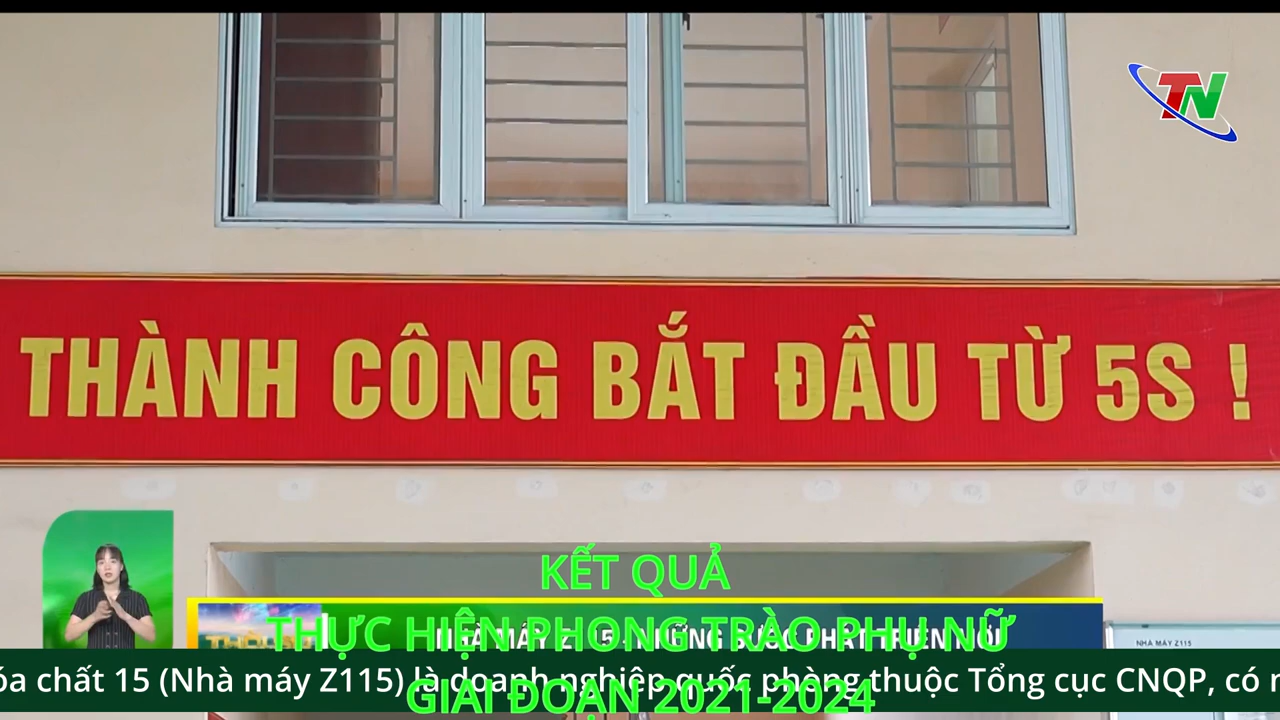 TN
THÀNH CÔNG BẮT ĐẦU TỪ 5S !
KẾT QUẢ
THỰC HIỆN PHONG TRÀO PHỤ NỮ
GIAI ĐOẠN 2021-2024
NHÀ MÁY
NHÀ MÁY Z115
óa chất 15 (Nhà máy Z115) là doanh nghiệp quốc phòng thuộc Tổng cục CNQP, có